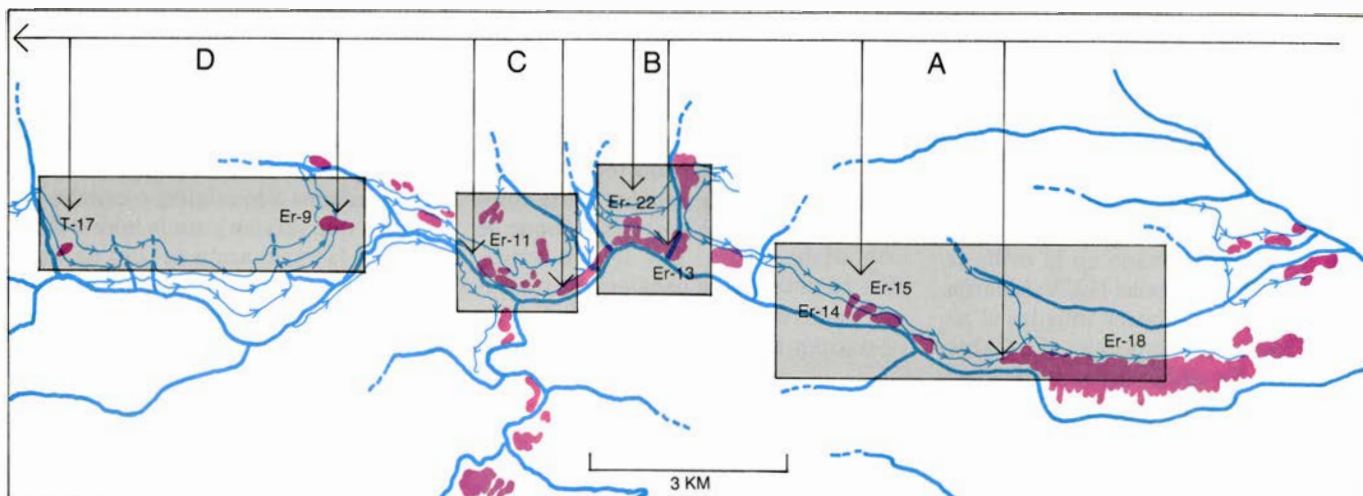 D
C
B
A
T-17
Er-9
Er-11
Er-22
Er-13
Er-14
Er-15
Er-18
3 KM